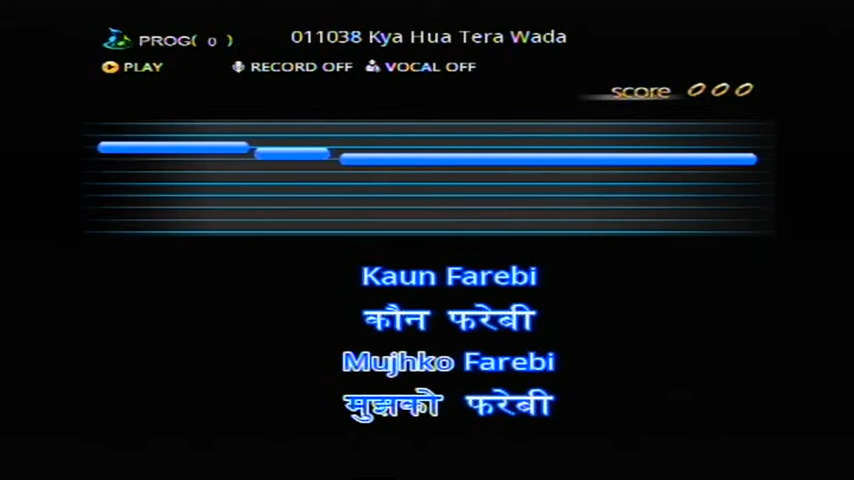 PROG( 0 ) 011038 Kya Hua Tera Wada
PLAY RECORD OFF VOCAL OFF
score 000
Kaun Farebi
कौन फरेबी
Mujhko Farebi
मुझको फरेबी